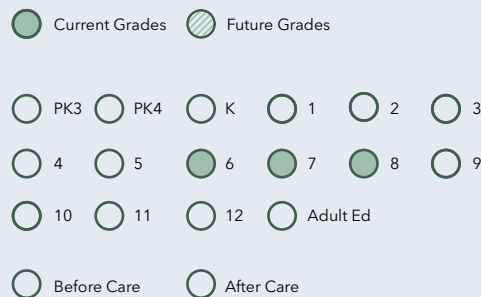 Current Grades Future Grades
PK3 PK4 K 1 2 3
4 5 6 7 8 9
10 11 12 Adult Ed
Before Care After Care